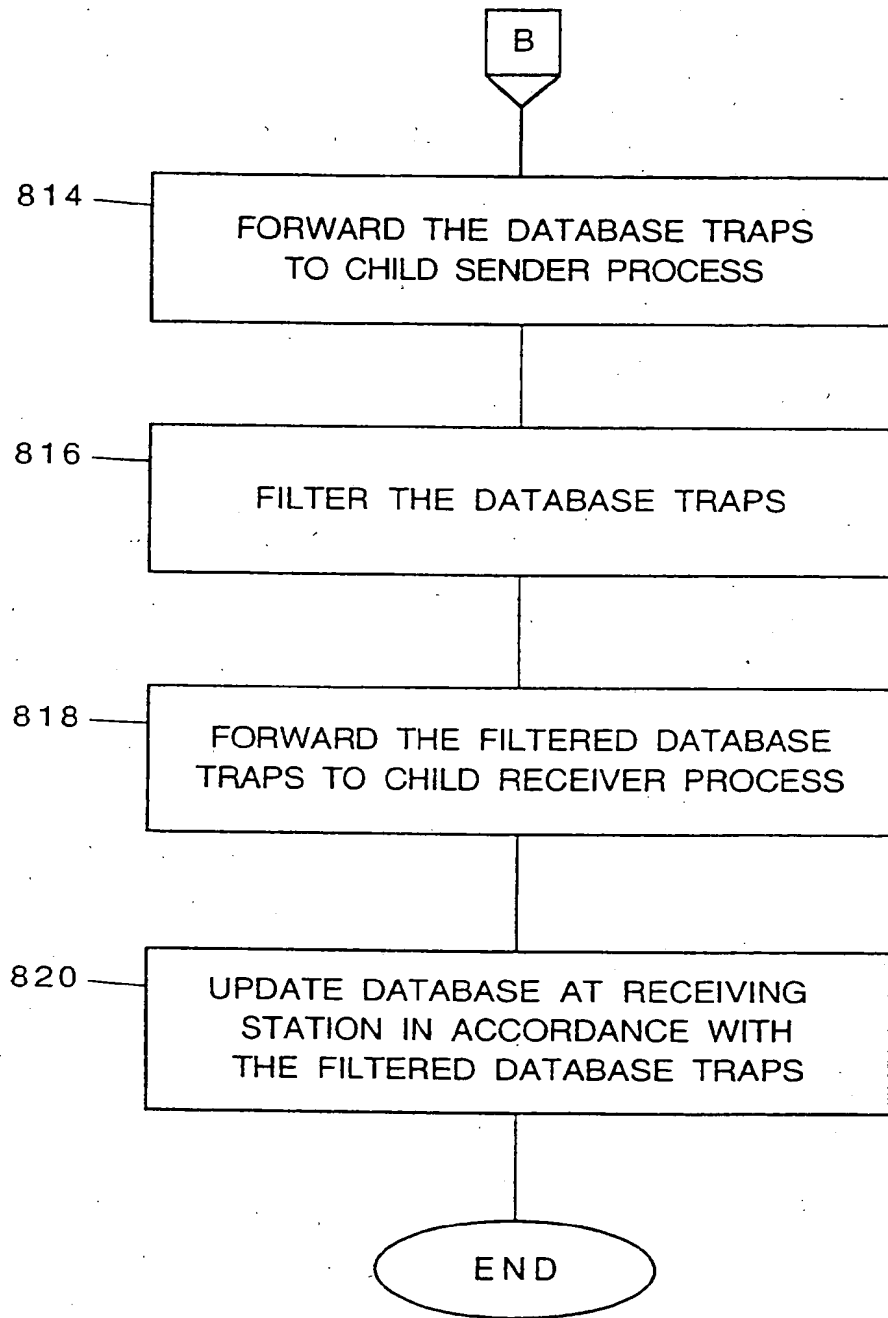 B
814
FORWARD THE DATABASE TRAPS
TO CHILD SENDER PROCESS
816
FILTER THE DATABASE TRAPS
818
FORWARD THE FILTERED DATABASE
TRAPS TO CHILD RECEIVER PROCESS
820
UPDATE DATABASE AT RECEIVING
STATION IN ACCORDANCE WITH
THE FILTERED DATABASE TRAPS
END